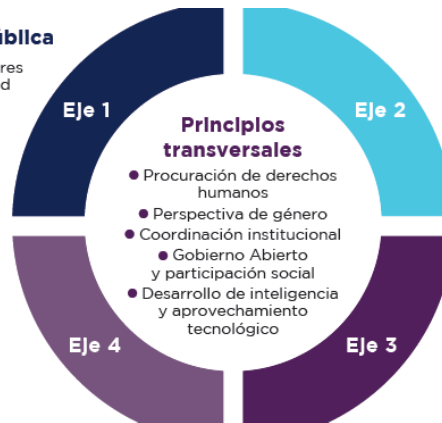 ública
res
d
Eje 1
Eje 2
Principios
transversales
● Procuración de derechos
humanos
● Perspectiva de género
● Coordinación institucional
● Gobierno Abierto
y participación social
● Desarrollo de inteligencia
y aprovechamiento
tecnológico
Eje 4
Eje 3